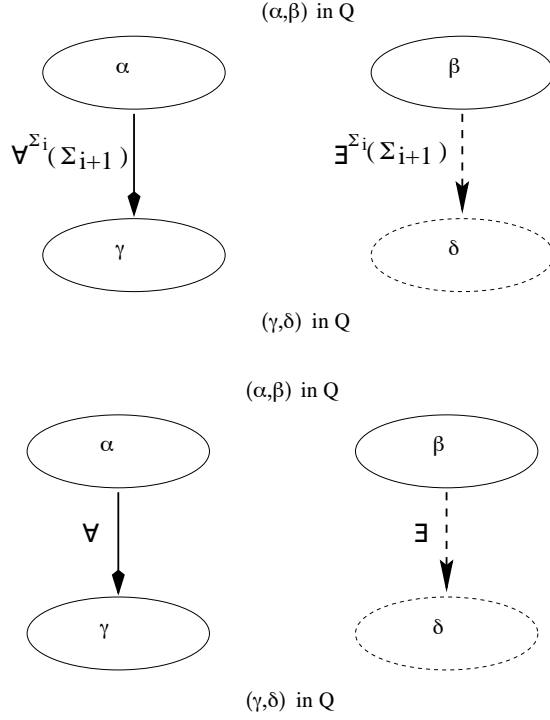 (α,β) in Q
α β
∀^Σi(Σi+1) ∃^Σi(Σi+1)
γ δ
(γ,δ) in Q
(α,β) in Q
α β
∀ ∃
γ δ
(γ,δ) in Q